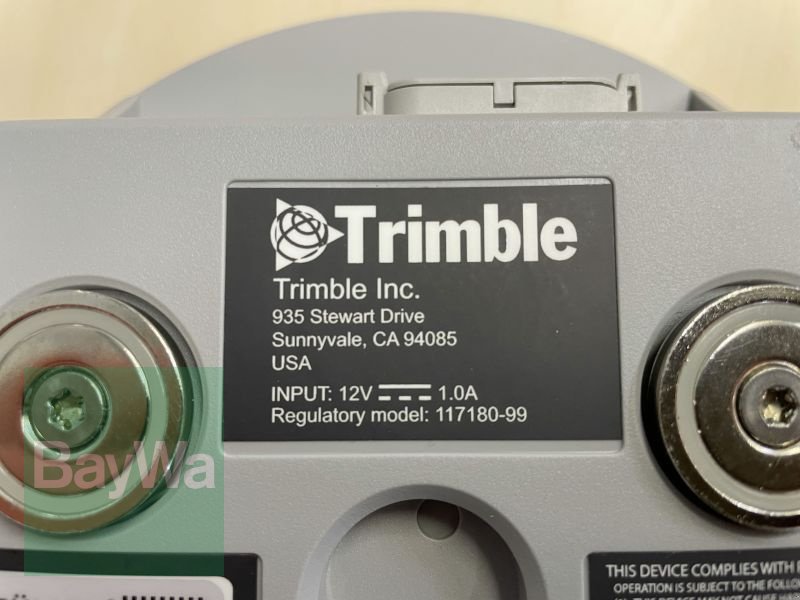 Trimble
Trimble Inc.
935 Stewart Drive
Sunnyvale, CA 94085
USA
INPUT: 12V 1.0A
Regulatory model: 117180-99
BayWa
THIS DEVICE COMPLIES WITH
OPERATION IS SUBJECT TO THE